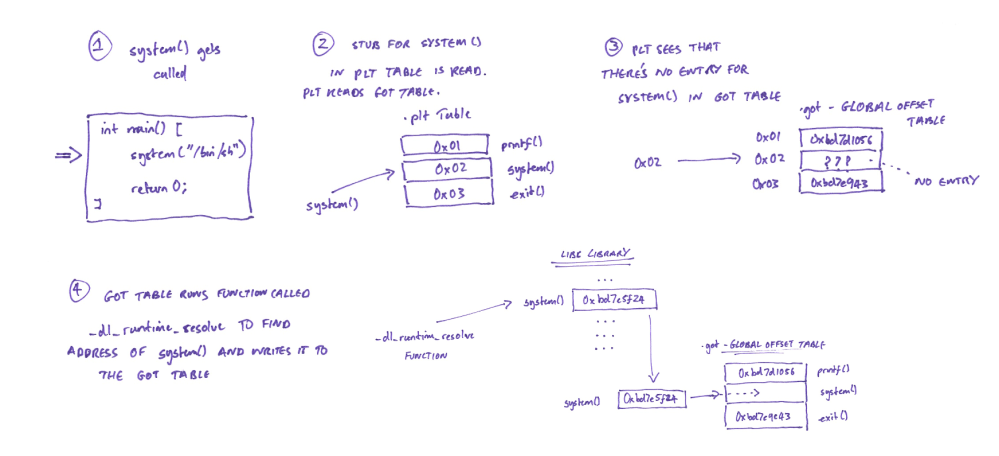 1 system() gets
called
int main() [
system("/bin/sh")
return 0;
]
2 STUB FOR SYSTEM()
IN PLT TABLE IS READ.
PLT READS GOT TABLE.
.plt Table
0x01 printf()
0x02 system()
0x03 exit()
system()
3 PLT SEES THAT
THERE'S NO ENTRY FOR
SYSTEM() IN GOT TABLE
.got - GLOBAL OFFSET
TABLE
0x01 0xbd7d1056
0x02 0x02 ???
0x03 0xbd7e9a43
NO ENTRY
4 GOT TABLE RUNS FUNCTION CALLED
_dl_runtime_resolve TO FIND
ADDRESS OF system() AND WRITES IT TO
THE GOT TABLE
_dl_runtime_resolve
FUNCTION
LIBC LIBRARY
...
system() 0xbd7e5f24
...
...
...
system() 0xbd7e5f24
.got - GLOBAL OFFSET TABLE
0xbd7d1056 printf()
----> system()
0xbd7e9e43 exit()